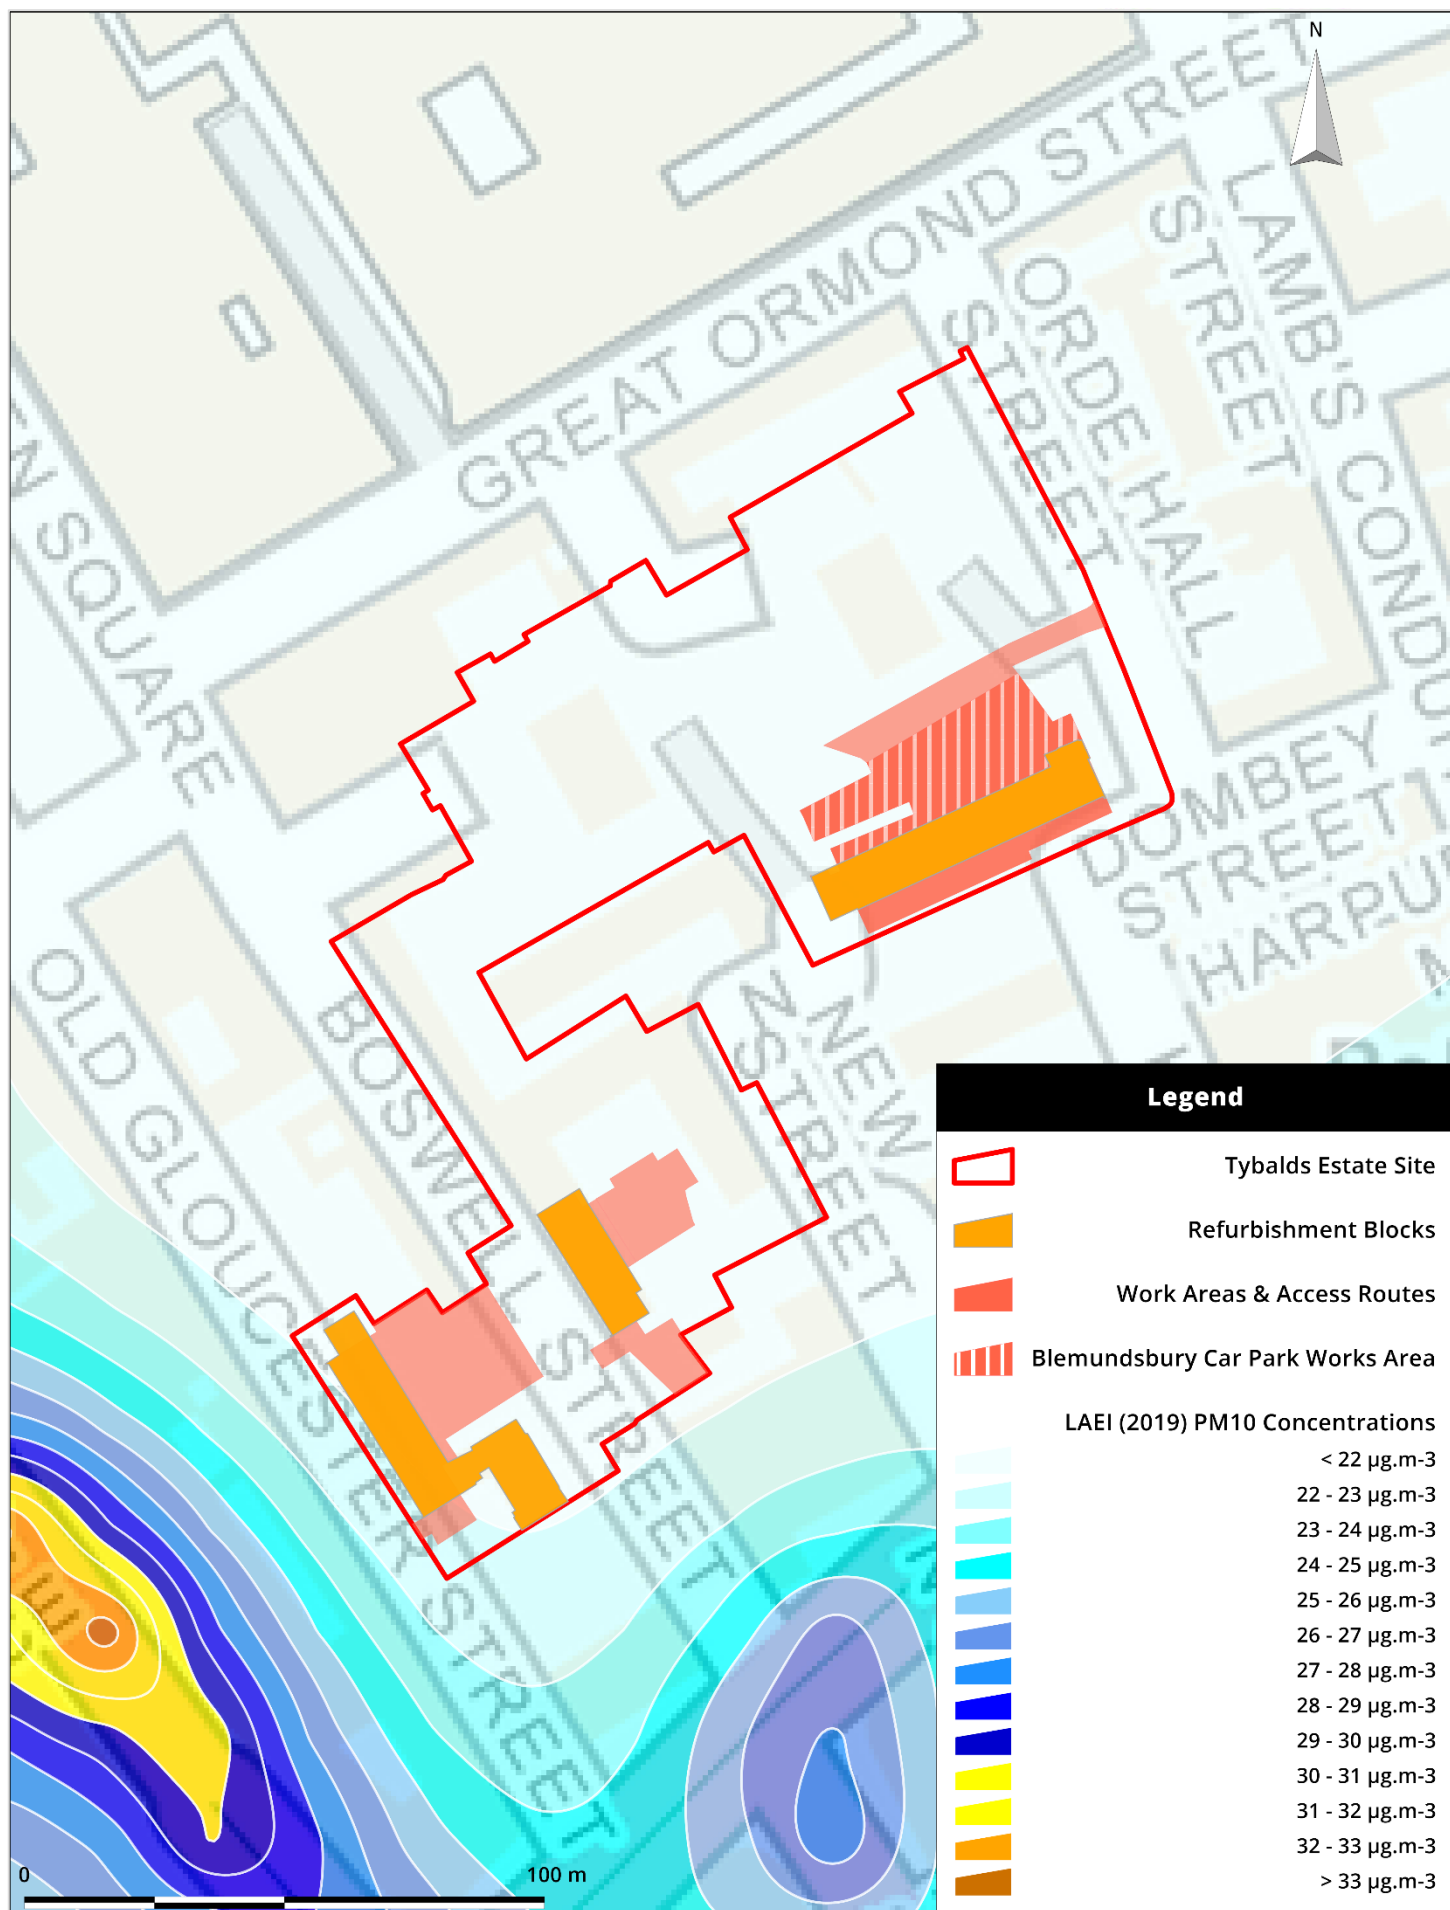 N
GREAT ORMOND STREET
LAMB'S CONDU
STREET
ORDE HALL
STREET
EN SQUARE
OLD GLOUCESTER STREET
BOSWELL STREET
NEW
N STREET
DOMBEY
STREET
HARPU
DS
Legend
Tybalds Estate Site
Refurbishment Blocks
Work Areas & Access Routes
Blemundsbury Car Park Works Area
LAEI (2019) PM10 Concentrations
< 22 µg.m-3
22 - 23 µg.m-3
23 - 24 µg.m-3
24 - 25 µg.m-3
25 - 26 µg.m-3
26 - 27 µg.m-3
27 - 28 µg.m-3
28 - 29 µg.m-3
29 - 30 µg.m-3
30 - 31 µg.m-3
31 - 32 µg.m-3
32 - 33 µg.m-3
> 33 µg.m-3
0 100 m